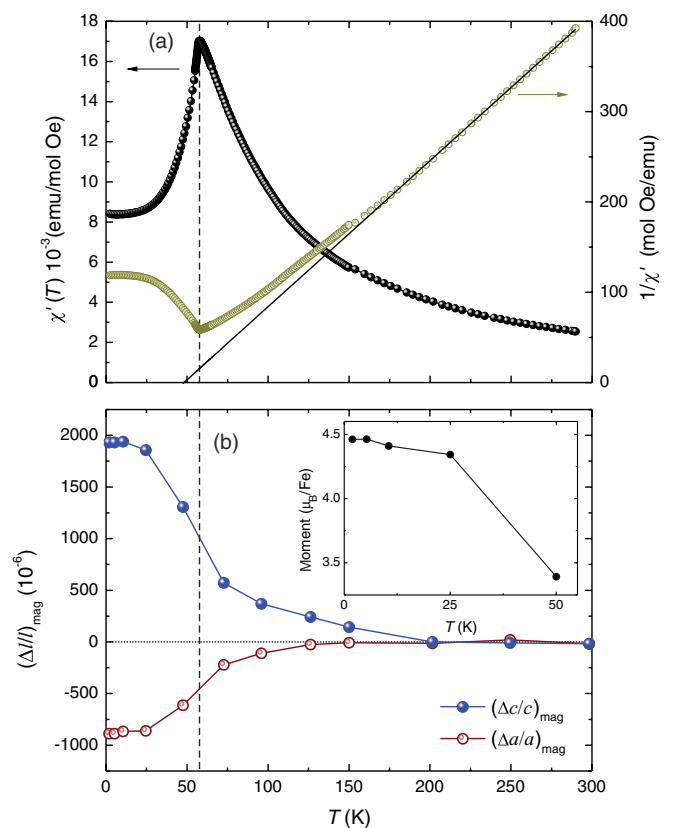 (a)
18
16
14
12
10
8
6
4
2
0
χ′(T) 10⁻³(emu/mol Oe)
400
300
200
100
0
1/χ′ (mol Oe/emu)
(b)
2000
1000
500
0
-500
-1000
(Δl/l)mag (10⁻⁶)
4.5
4.0
3.5
Moment (μB/Fe)
0 25 50
T (K)
(Δc/c)mag
(Δa/a)mag
0 50 100 150 200 250 300
T (K)